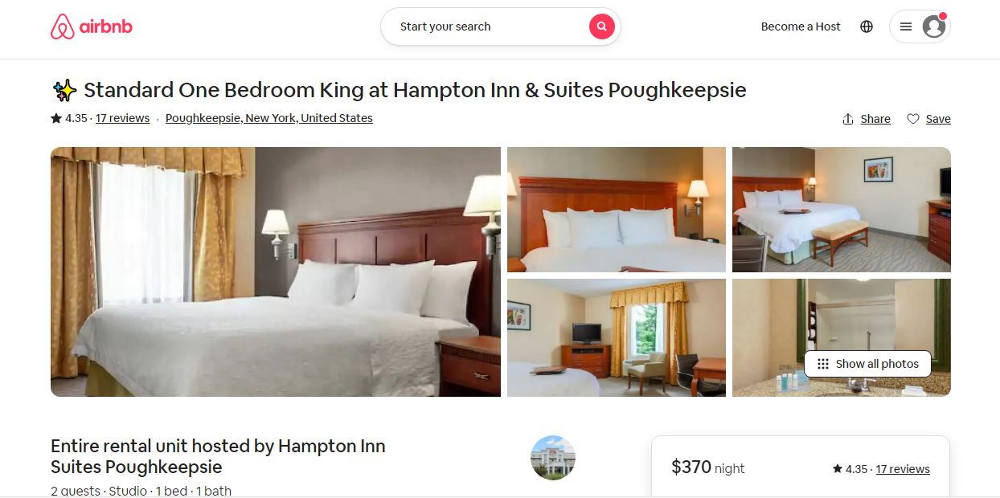 airbnb
Start your search
Become a Host
Standard One Bedroom King at Hampton Inn & Suites Poughkeepsie
4.35 · 17 reviews · Poughkeepsie, New York, United States
Share
Save
Show all photos
Entire rental unit hosted by Hampton Inn
Suites Poughkeepsie
2 guests · Studio · 1 bed · 1 bath
$370 night
4.35 · 17 reviews